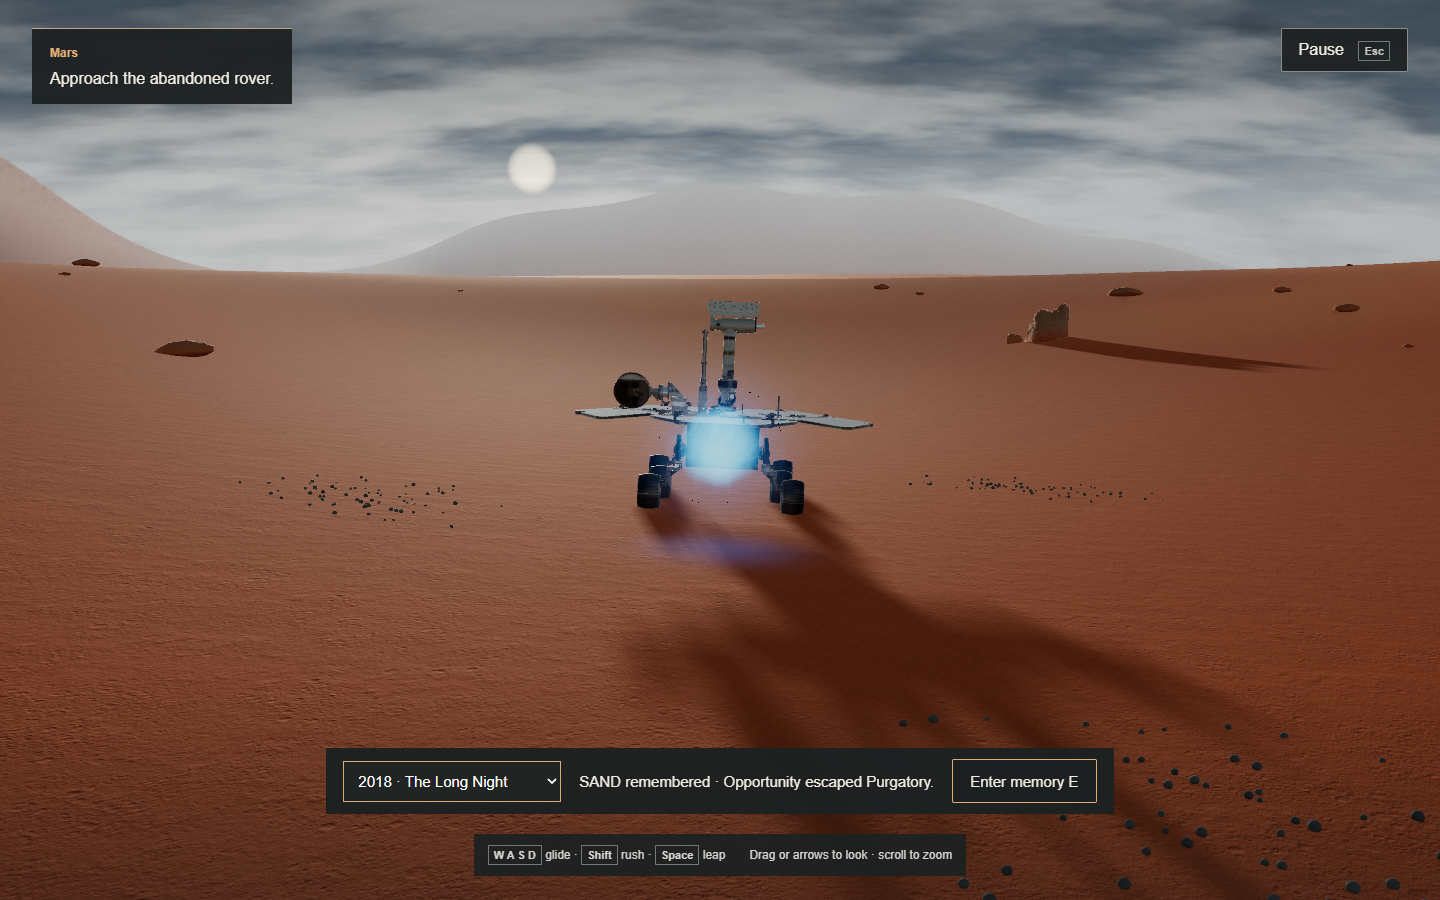 Mars
Approach the abandoned rover.
Pause Esc
2018 · The Long Night
SAND remembered · Opportunity escaped Purgatory.
Enter memory E
W A S D glide · Shift rush · Space leap Drag or arrows to look · scroll to zoom